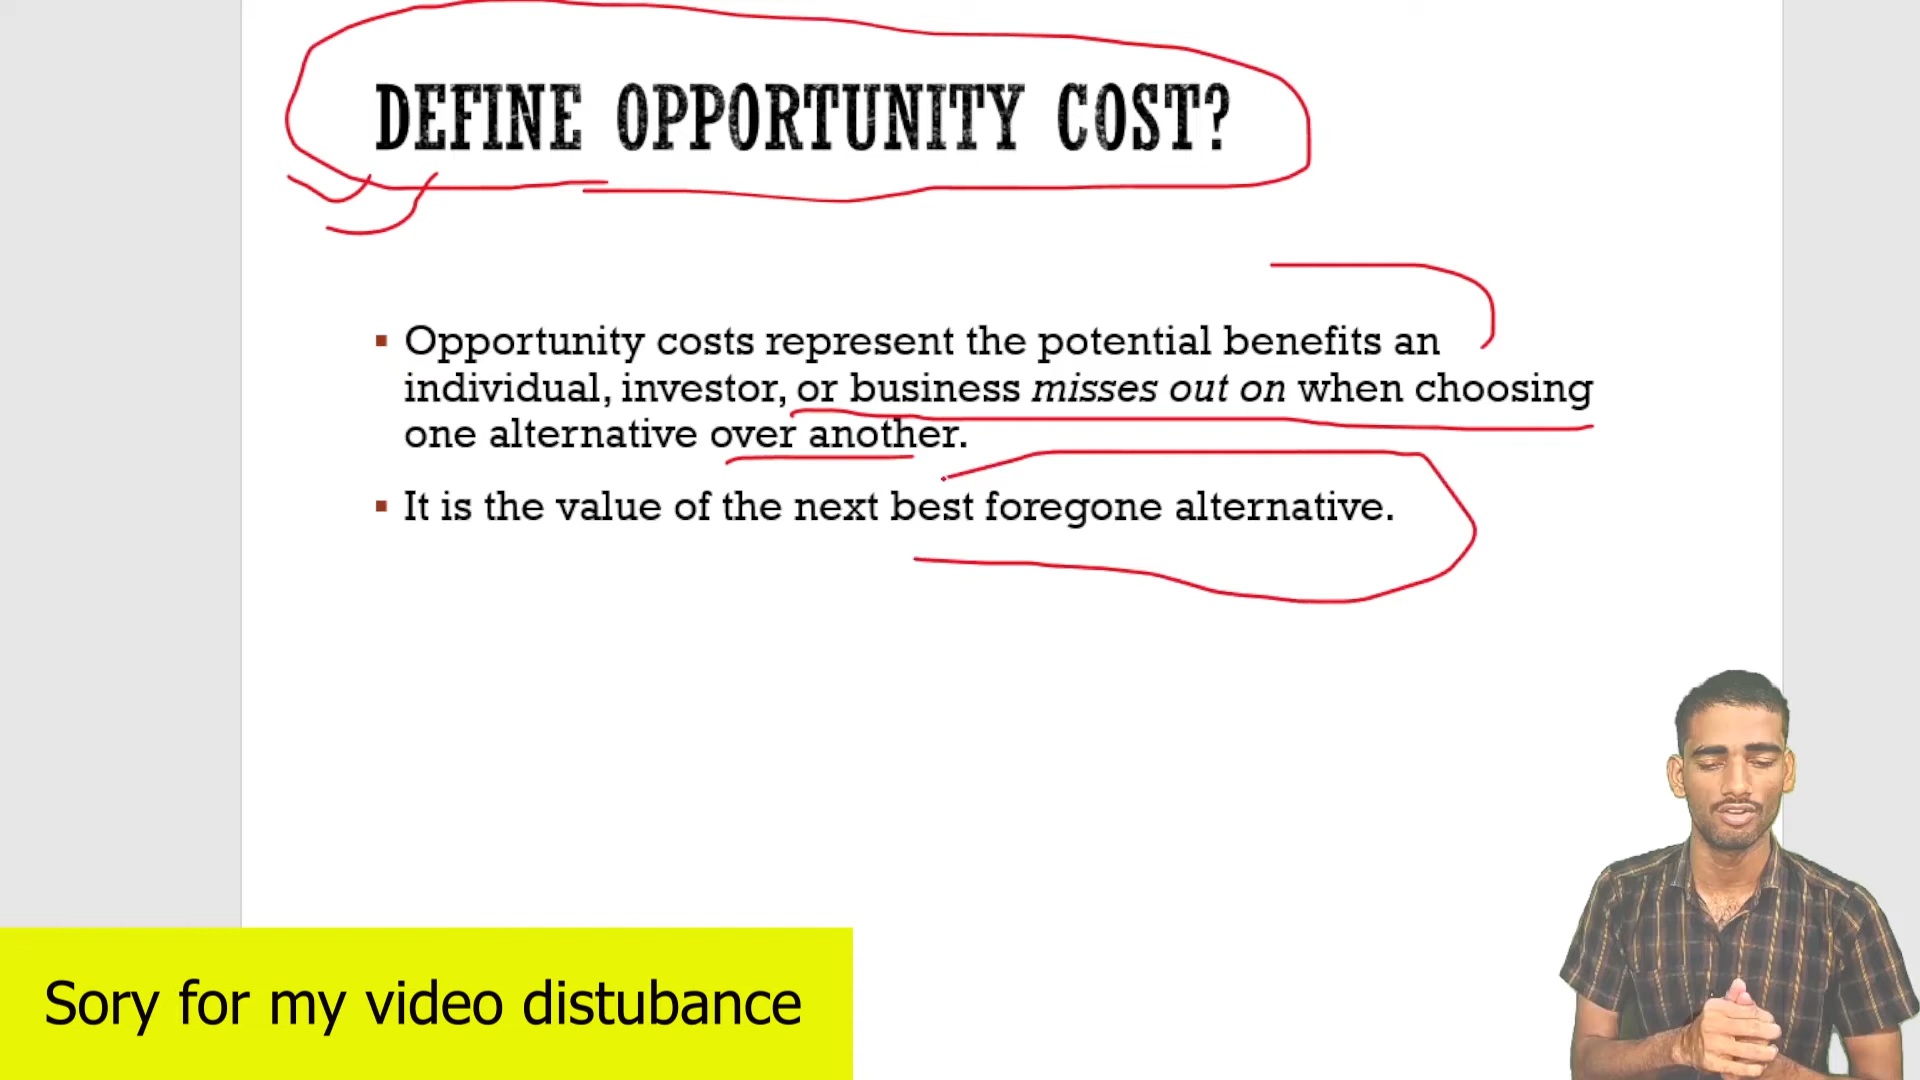 DEFINE OPPORTUNITY COST?
▪ Opportunity costs represent the potential benefits an
individual, investor, or business misses out on when choosing
one alternative over another.
▪ It is the value of the next best foregone alternative.
Sory for my video distubance